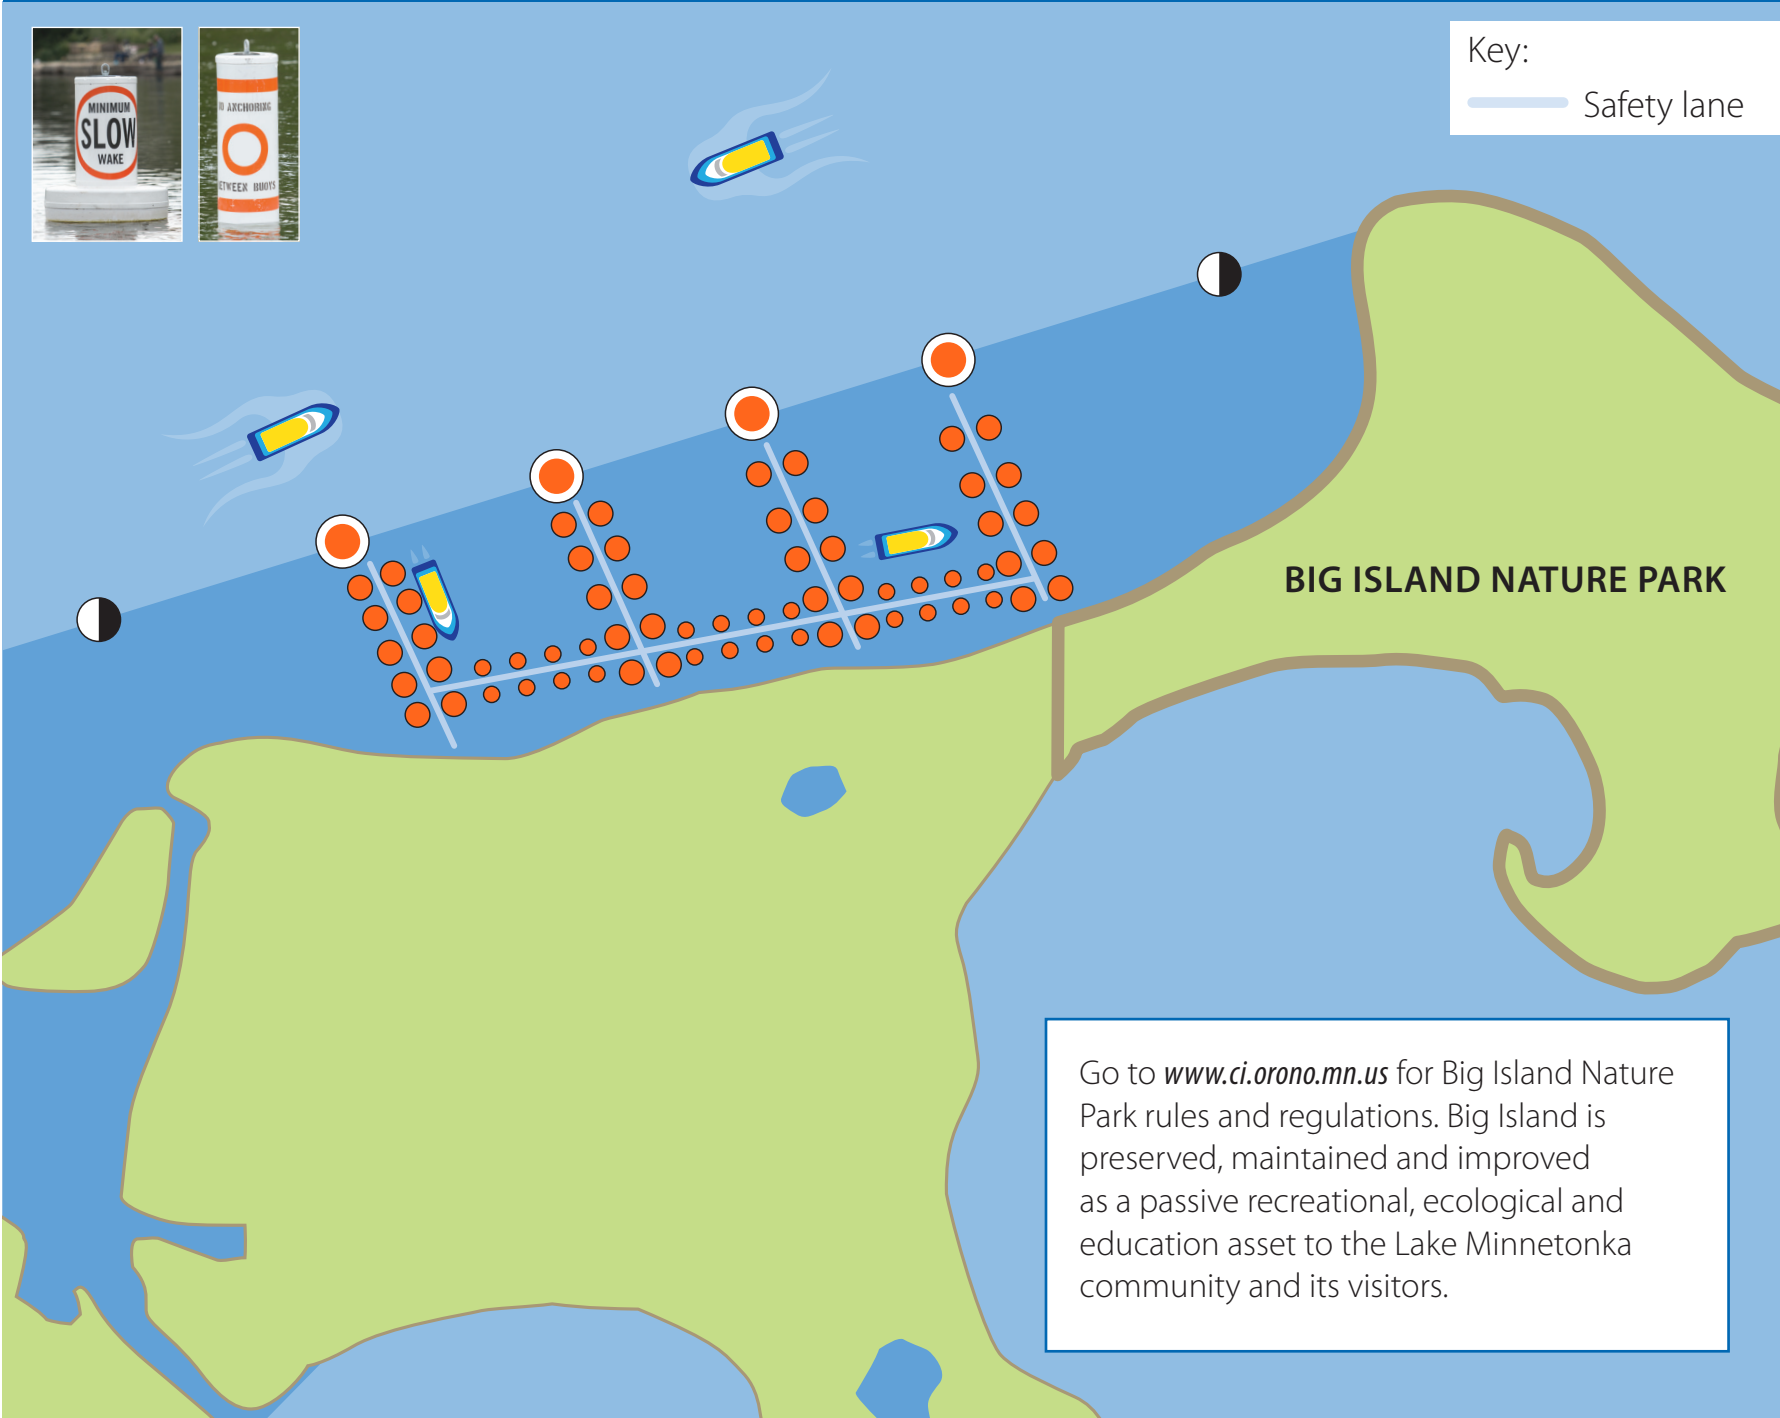 MINIMUM
SLOW
WAKE
ANCHORING
BUOYS
Key:
Safety lane
BIG ISLAND NATURE PARK
Go to www.ci.orono.mn.us for Big Island Nature
Park rules and regulations. Big Island is
preserved, maintained and improved
as a passive recreational, ecological and
education asset to the Lake Minnetonka
community and its visitors.